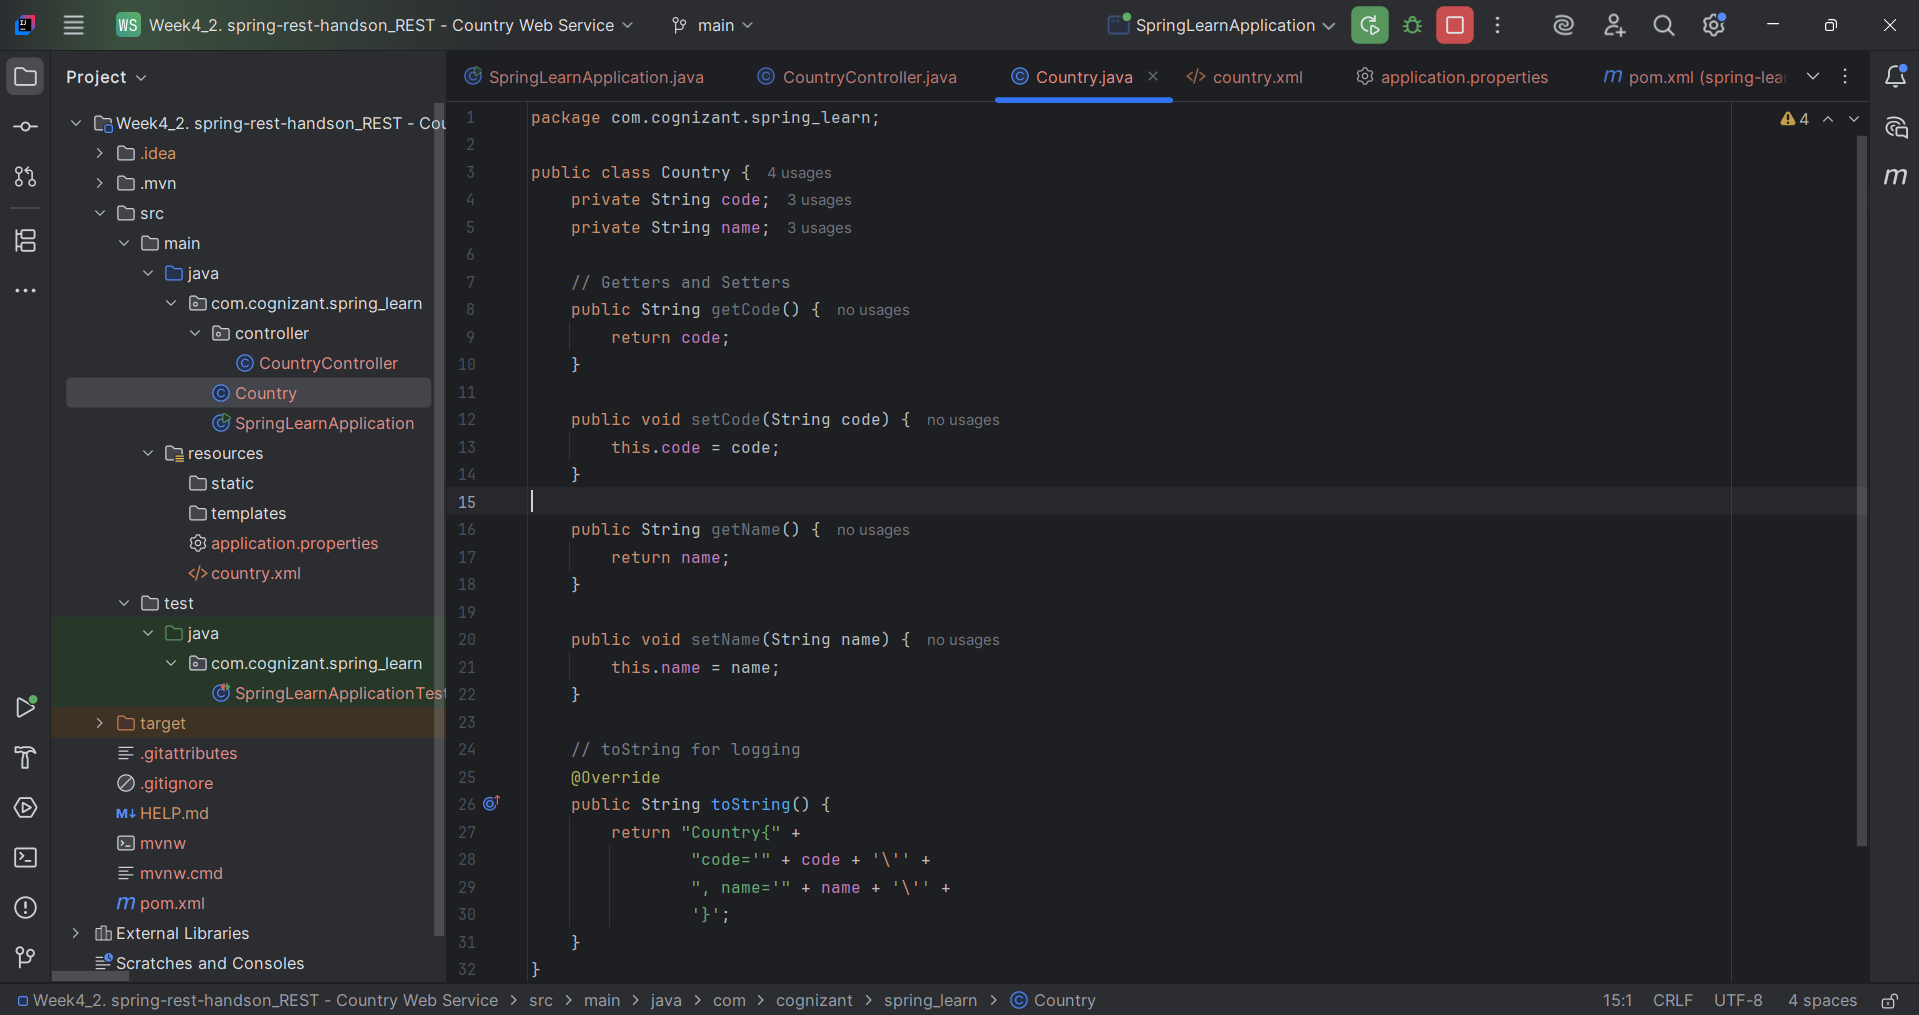 WS Week4_2. spring-rest-handson_REST - Country Web Service main SpringLearnApplication
Project
SpringLearnApplication.java CountryController.java Country.java country.xml application.properties pom.xml (spring-lear
Week4_2. spring-rest-handson_REST - Cou
.idea
.mvn
src
main
java
com.cognizant.spring_learn
controller
CountryController
Country
SpringLearnApplication
resources
static
templates
application.properties
country.xml
test
java
com.cognizant.spring_learn
SpringLearnApplicationTest
target
.gitattributes
.gitignore
HELP.md
mvnw
mvnw.cmd
pom.xml
External Libraries
Scratches and Consoles
4
1 package com.cognizant.spring_learn;
2
3 public class Country { 4 usages
4 private String code; 3 usages
5 private String name; 3 usages
6
7 // Getters and Setters
8 public String getCode() { no usages
9 return code;
10 }
11
12 public void setCode(String code) { no usages
13 this.code = code;
14 }
15
16 public String getName() { no usages
17 return name;
18 }
19
20 public void setName(String name) { no usages
21 this.name = name;
22 }
23
24 // toString for logging
25 @Override
26 public String toString() {
27 return "Country{" +
28 "code='" + code + '\'' +
29 ", name='" + name + '\'' +
30 '}';
31 }
32 }
Week4_2. spring-rest-handson_REST - Country Web Service > src > main > java > com > cognizant > spring_learn > Country 15:1 CRLF UTF-8 4 spaces